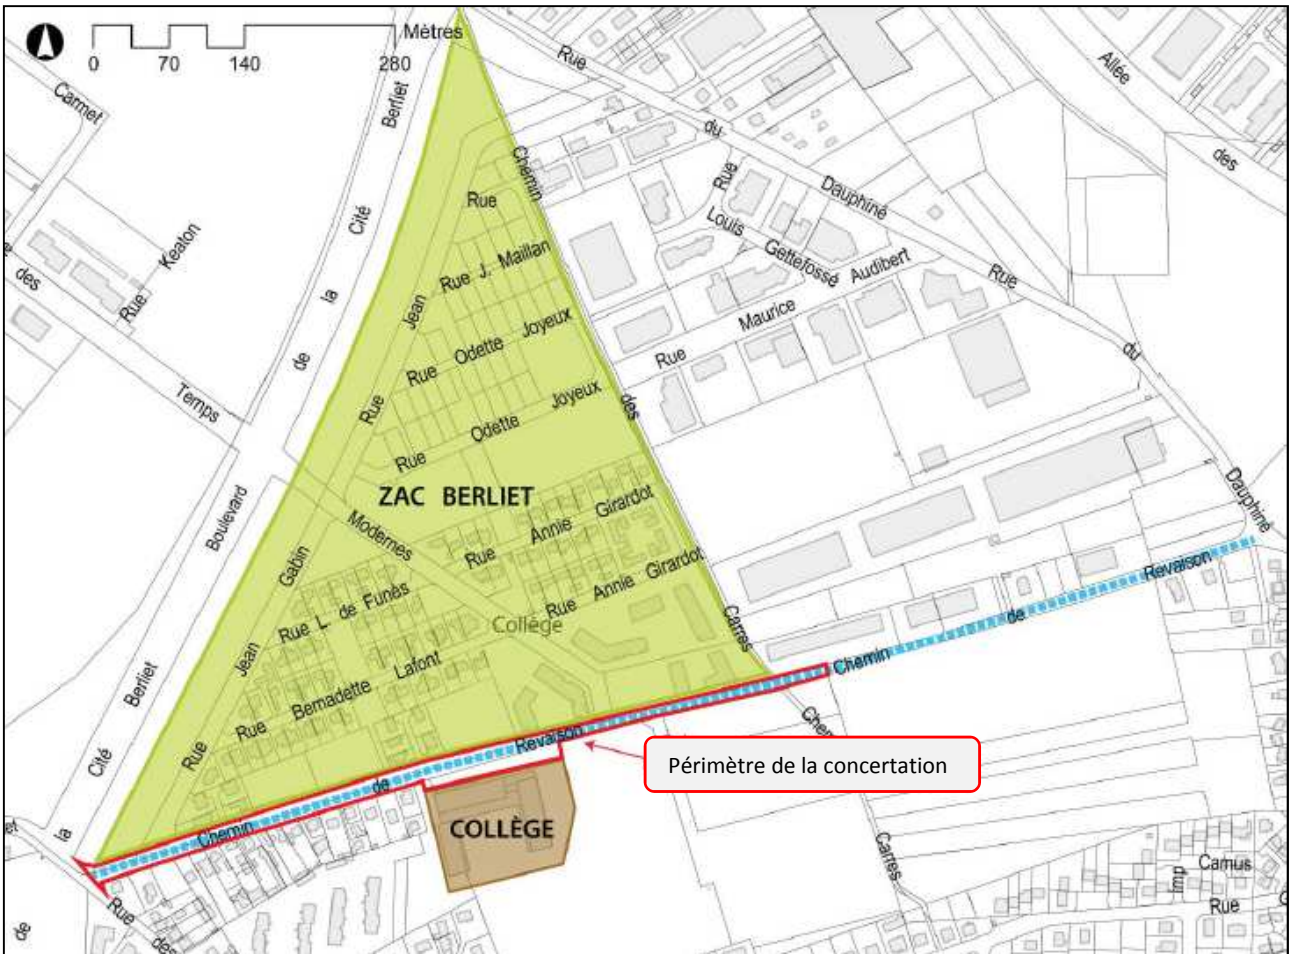 Mètres
0 70 140 280
Carmet
Rue
Allée
Berliet
du
des
Chemin
Rue
Rue
Dauphiné
Cité
Louis
Keaton
la
Rue J. Maillan
Gettefossé
Audibert
des
Rue
Jean
Maurice
Rue
de
Rue Odette Joyeux
du
Rue
Temps
Rue
Rue Odette Joyeux
des
ZAC BERLIET
Dauphiné
Boulevard
Modernes
Rue Annie Girardot
Gabin
Rue Annie Girardot
Revaison
Rue L. de Funès
Collège
Carres
de
Jean
Rue Bernadette Lafont
Chemin
Berliet
Rue
Revaison
Cité
Périmètre de la concertation
de
la
Chemin
COLLÈGE
Carres
Camus
imp
Rue
Rue
des
de